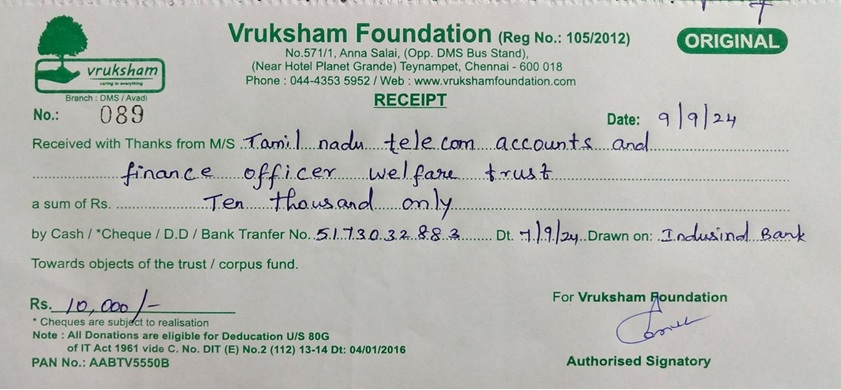 Vruksham Foundation (Reg No.: 105/2012)
No.571/1, Anna Salai, (Opp. DMS Bus Stand),
(Near Hotel Planet Grande) Teynampet, Chennai - 600 018
Phone : 044-4353 5952 / Web : www.vrukshamfoundation.com
ORIGINAL
vruksham
caring is everything
Branch : DMS / Avadi
RECEIPT
No.: 089 Date: 9/9/24
Received with Thanks from M/S Tamil nadu telecom accounts and
finance officer welfare trust
a sum of Rs. Ten thousand only
by Cash / *Cheque / D.D / Bank Tranfer No. 5173032883 Dt. 7/9/24 Drawn on: Indusind Bank
Towards objects of the trust / corpus fund.
Rs. 10,000/-
* Cheques are subject to realisation
Note : All Donations are eligible for Deducation U/S 80G
of IT Act 1961 vide C. No. DIT (E) No.2 (112) 13-14 Dt: 04/01/2016
PAN No.: AABTV5550B
For Vruksham Foundation
Authorised Signatory